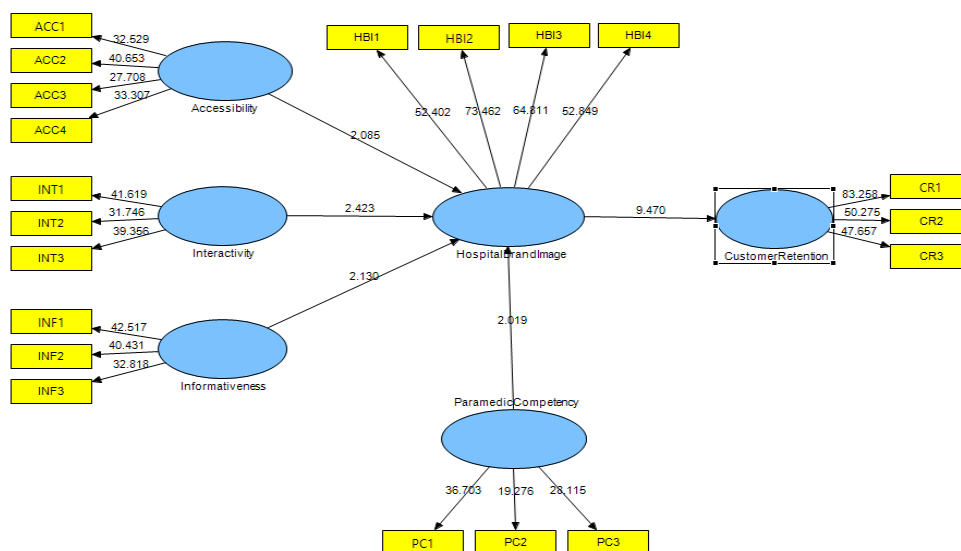 ACC1
32.529
ACC2
40.653
ACC3
27.708
ACC4
33.307
Accessibility
HBI1
HBI2
HBI3
HBI4
52.402
73.462
64.811
52.849
2.085
INT1
41.619
INT2
31.746
INT3
39.356
Interactivity
2.423
HospitalBrandImage
9.470
CustomerRetention
83.258
CR1
50.275
CR2
47.657
CR3
INF1
42.517
INF2
40.431
INF3
32.818
Informativeness
2.130
2.019
ParamedicCompetency
36.703
19.276
28.115
PC1
PC2
PC3